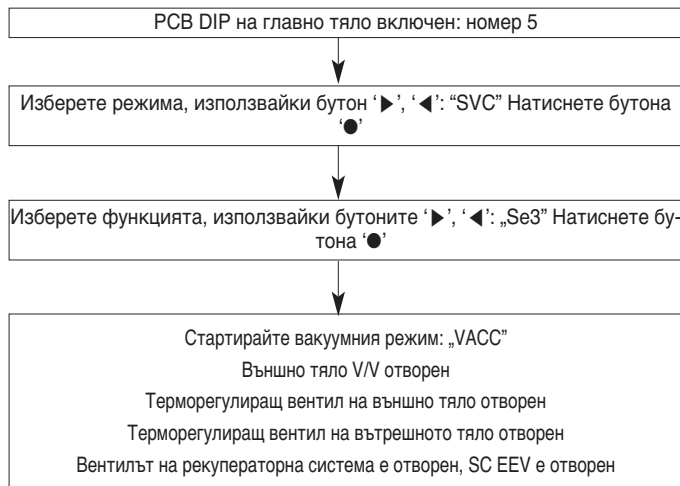 PCB DIP на главно тяло включен: номер 5
Изберете режима, използвайки бутон ‘▶’, ‘◀’: “SVC” Натиснете бутона
‘●’
Изберете функцията, използвайки бутоните ‘▶’, ‘◀’: „Se3” Натиснете бу-
тона ‘●’
Стартирайте вакуумния режим: „VACC”
Външно тяло V/V отворен
Терморегулиращ вентил на външно тяло отворен
Терморегулиращ вентил на вътрешното тяло отворен
Вентилът на рекуператорна система е отворен, SC EEV е отворен